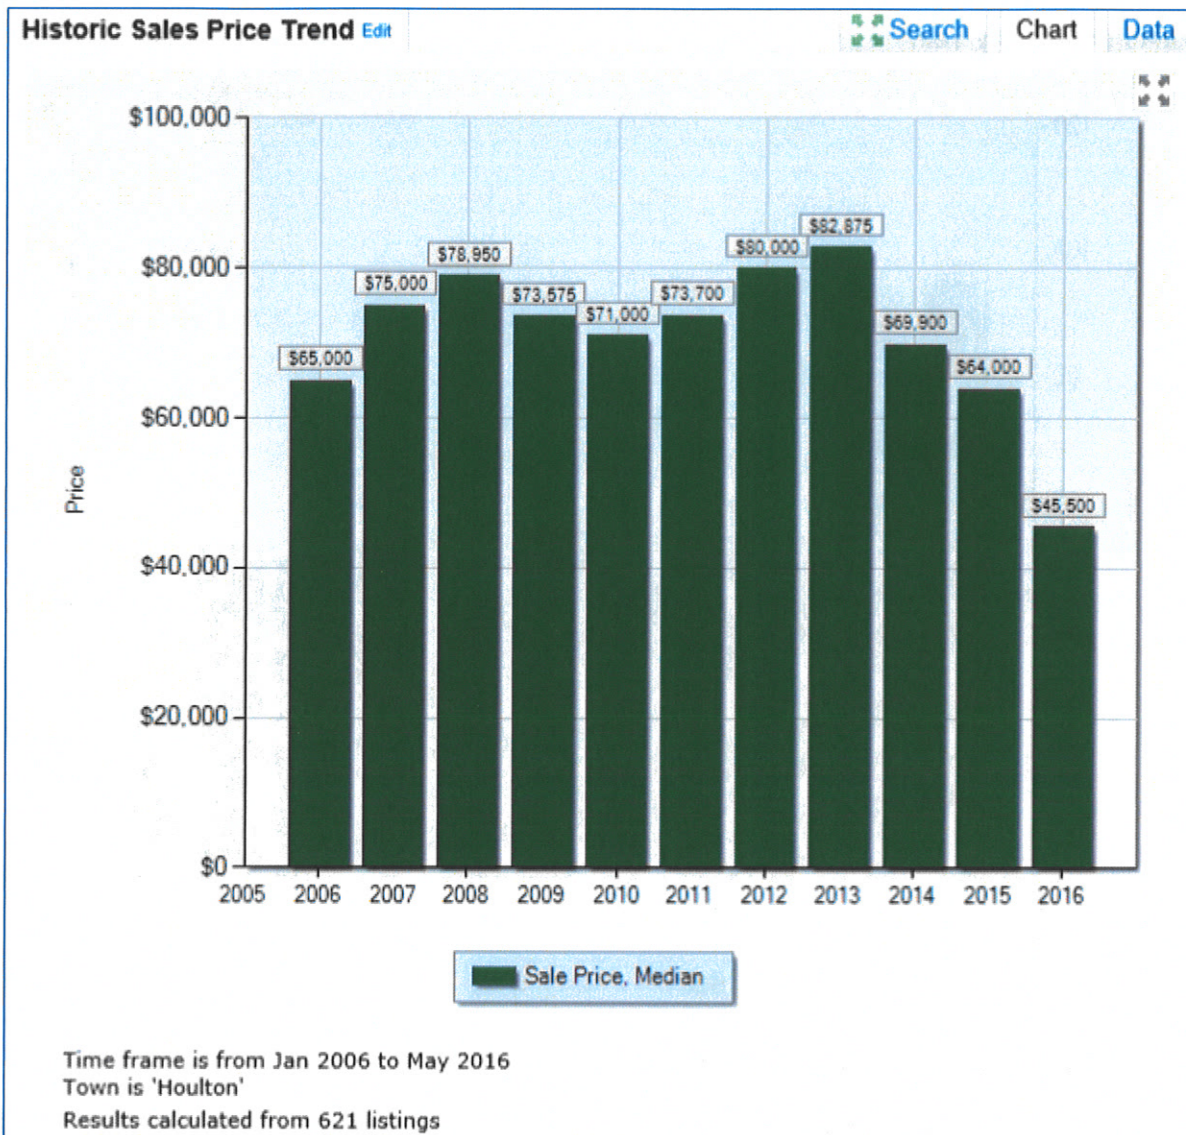 Historic Sales Price Trend Edit Search Chart Data
$100,000
$80,000
$60,000
$40,000
$20,000
$0
Price
$65,000
$75,000
$78,950
$73,575
$71,000
$73,700
$80,000
$82,875
$69,900
$64,000
$45,500
2005 2006 2007 2008 2009 2010 2011 2012 2013 2014 2015 2016
Sale Price, Median
Time frame is from Jan 2006 to May 2016
Town is 'Houlton'
Results calculated from 621 listings